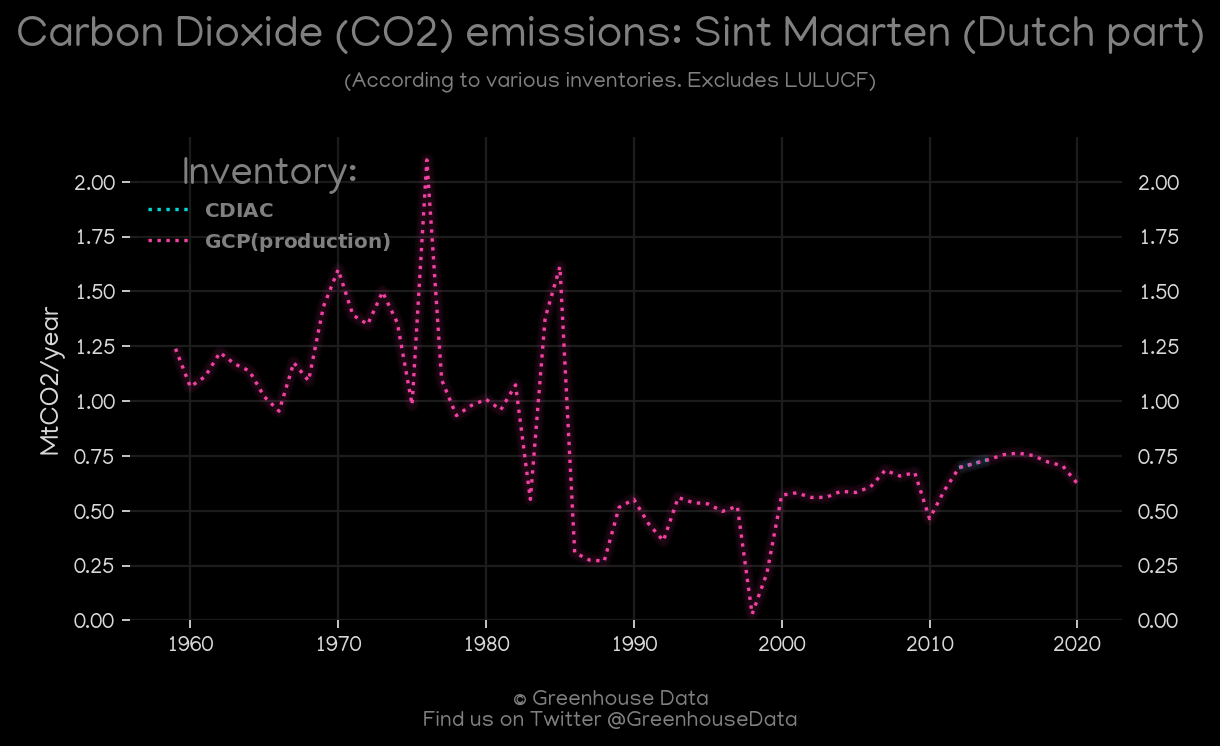 Carbon Dioxide (CO2) emissions: Sint Maarten (Dutch part)
(According to various inventories. Excludes LULUCF)
Inventory:
CDIAC
GCP(production)
MtCO2/year
2.00
1.75
1.50
1.25
1.00
0.75
0.50
0.25
0.00
2.00
1.75
1.50
1.25
1.00
0.75
0.50
0.25
0.00
1960 1970 1980 1990 2000 2010 2020
© Greenhouse Data
Find us on Twitter @GreenhouseData